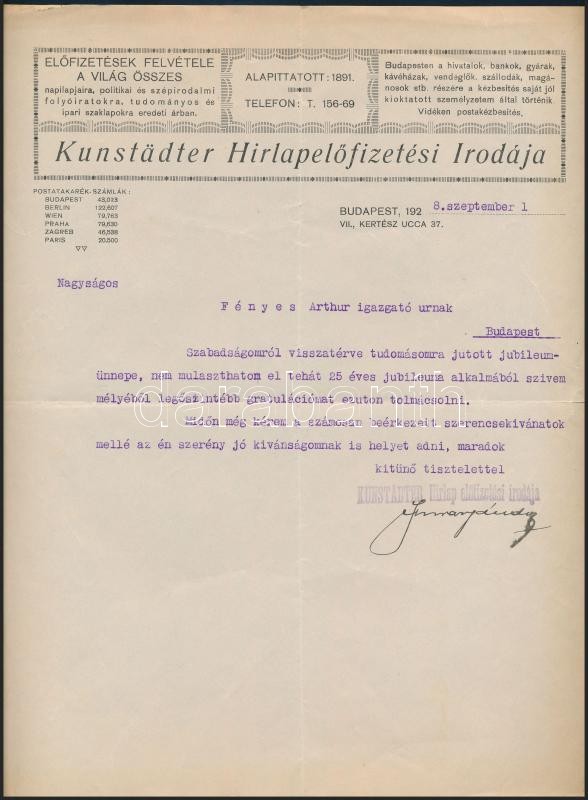 ELŐFIZETÉSEK FELVÉTELE
A VILÁG ÖSSZES
napilapjaira, politikai és szépirodalmi
folyóiratokra, tudományos és
ipari szaklapokra eredeti árban.
ALAPITTATOTT: 1891.
TELEFON: T. 156-69
Budapesten a hivatalok, bankok, gyárak,
kávéházak, vendéglők, szállodák, magá-
nosok stb. részére a kézbesités saját jól
kioktatott személyzetem által történik.
Vidéken postakézbesités.
Kunstädter Hirlapelőfizetési Irodája
POSTATAKARÉK-SZÁMLÁK:
BUDAPEST 43,023
BERLIN 122,607
WIEN 79,763
PRAHA 79,630
ZAGREB 46,538
PARIS 20,500
BUDAPEST, 192 8.szeptember 1
VII., KERTÉSZ UCCA 37.
Nagyságos
Fényes Arthur igazgató urnak
Budapest
Szabadságomról visszatérve tudomásomra jutott jubileum-
ünnepe, nem mulaszthatom el tehát 25 éves jubileuma alkalmából szivem
mélyéből legőszintébb gratulációmat ezuton tolmácsolni.
Midőn még kérem a számosan beérkezett szerencsekivánatok
mellé az én szerény jó kivánságomnak is helyet adni, maradok
kitünő tisztelettel
KUNSTÄDTER Hirlap előfizetési irodája
darabanth